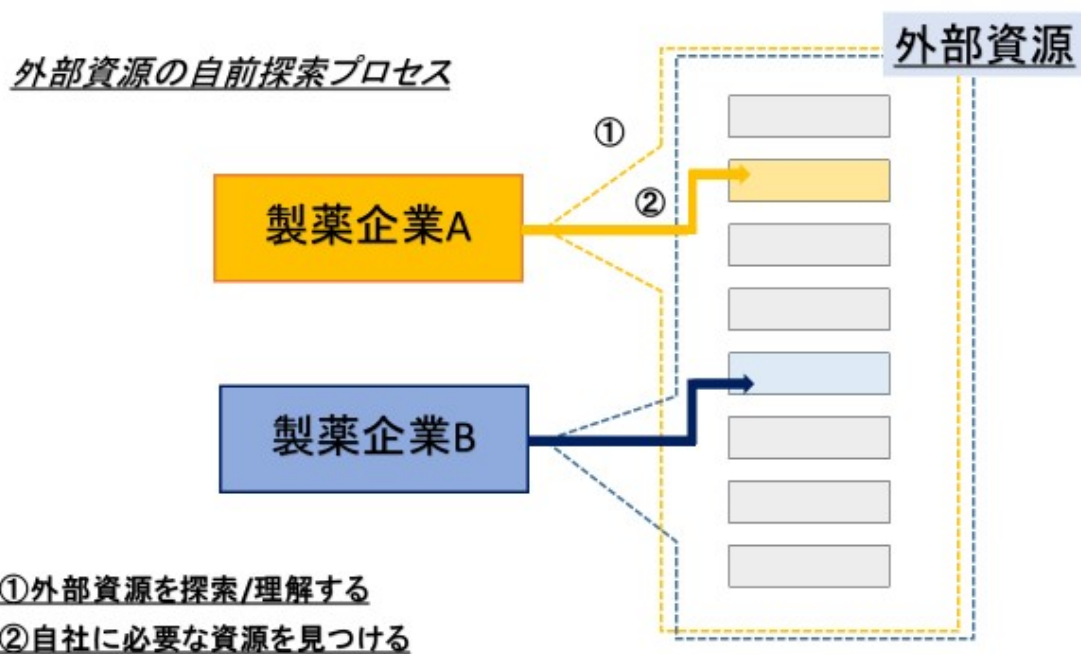 外部資源の自前探索プロセス
外部資源
①
②
製薬企業A
製薬企業B
①外部資源を探索/理解する
②自社に必要な資源を見つける